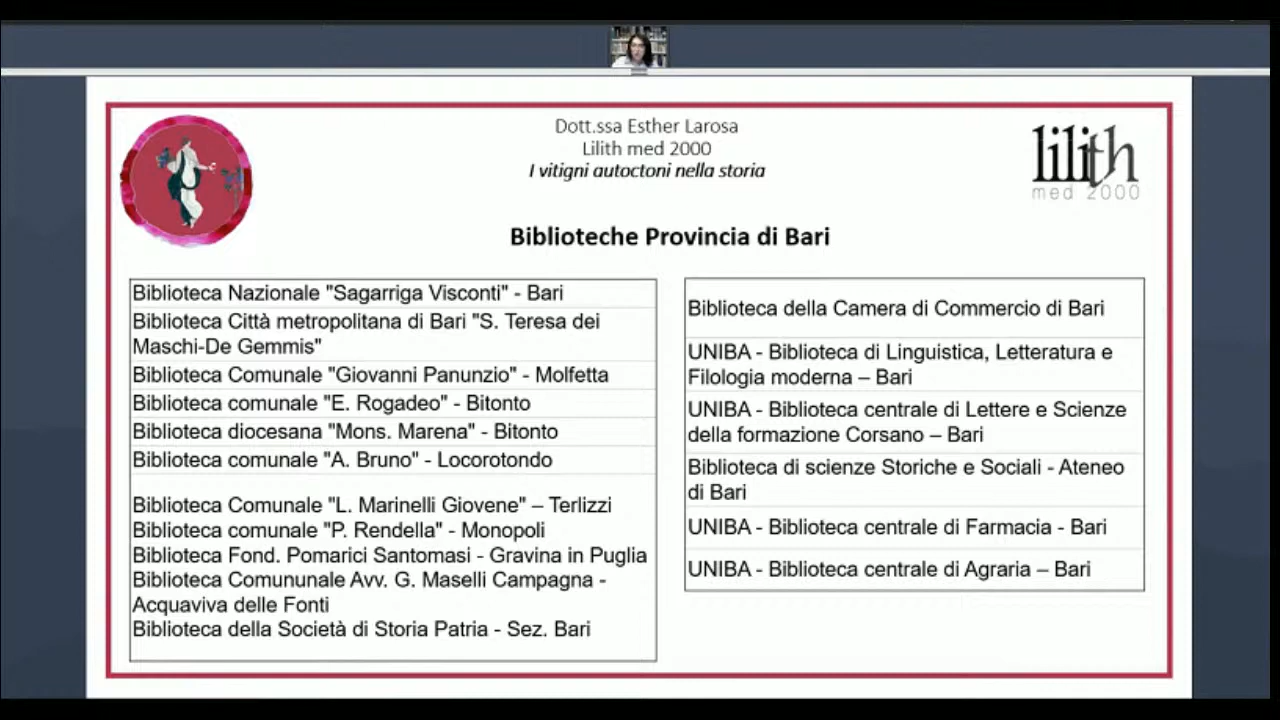 Dott.ssa Esther Larosa
Lilith med 2000
I vitigni autoctoni nella storia
lilith
med 2000
Biblioteche Provincia di Bari
Biblioteca Nazionale "Sagarriga Visconti" - Bari
Biblioteca Città metropolitana di Bari "S. Teresa dei
Maschi-De Gemmis"
Biblioteca Comunale "Giovanni Panunzio" - Molfetta
Biblioteca comunale "E. Rogadeo" - Bitonto
Biblioteca diocesana "Mons. Marena" - Bitonto
Biblioteca comunale "A. Bruno" - Locorotondo
Biblioteca Comunale "L. Marinelli Giovene" – Terlizzi
Biblioteca comunale "P. Rendella" - Monopoli
Biblioteca Fond. Pomarici Santomasi - Gravina in Puglia
Biblioteca Comununale Avv. G. Maselli Campagna -
Acquaviva delle Fonti
Biblioteca della Società di Storia Patria - Sez. Bari
Biblioteca della Camera di Commercio di Bari
UNIBA - Biblioteca di Linguistica, Letteratura e
Filologia moderna – Bari
UNIBA - Biblioteca centrale di Lettere e Scienze
della formazione Corsano – Bari
Biblioteca di scienze Storiche e Sociali - Ateneo
di Bari
UNIBA - Biblioteca centrale di Farmacia - Bari
UNIBA - Biblioteca centrale di Agraria – Bari